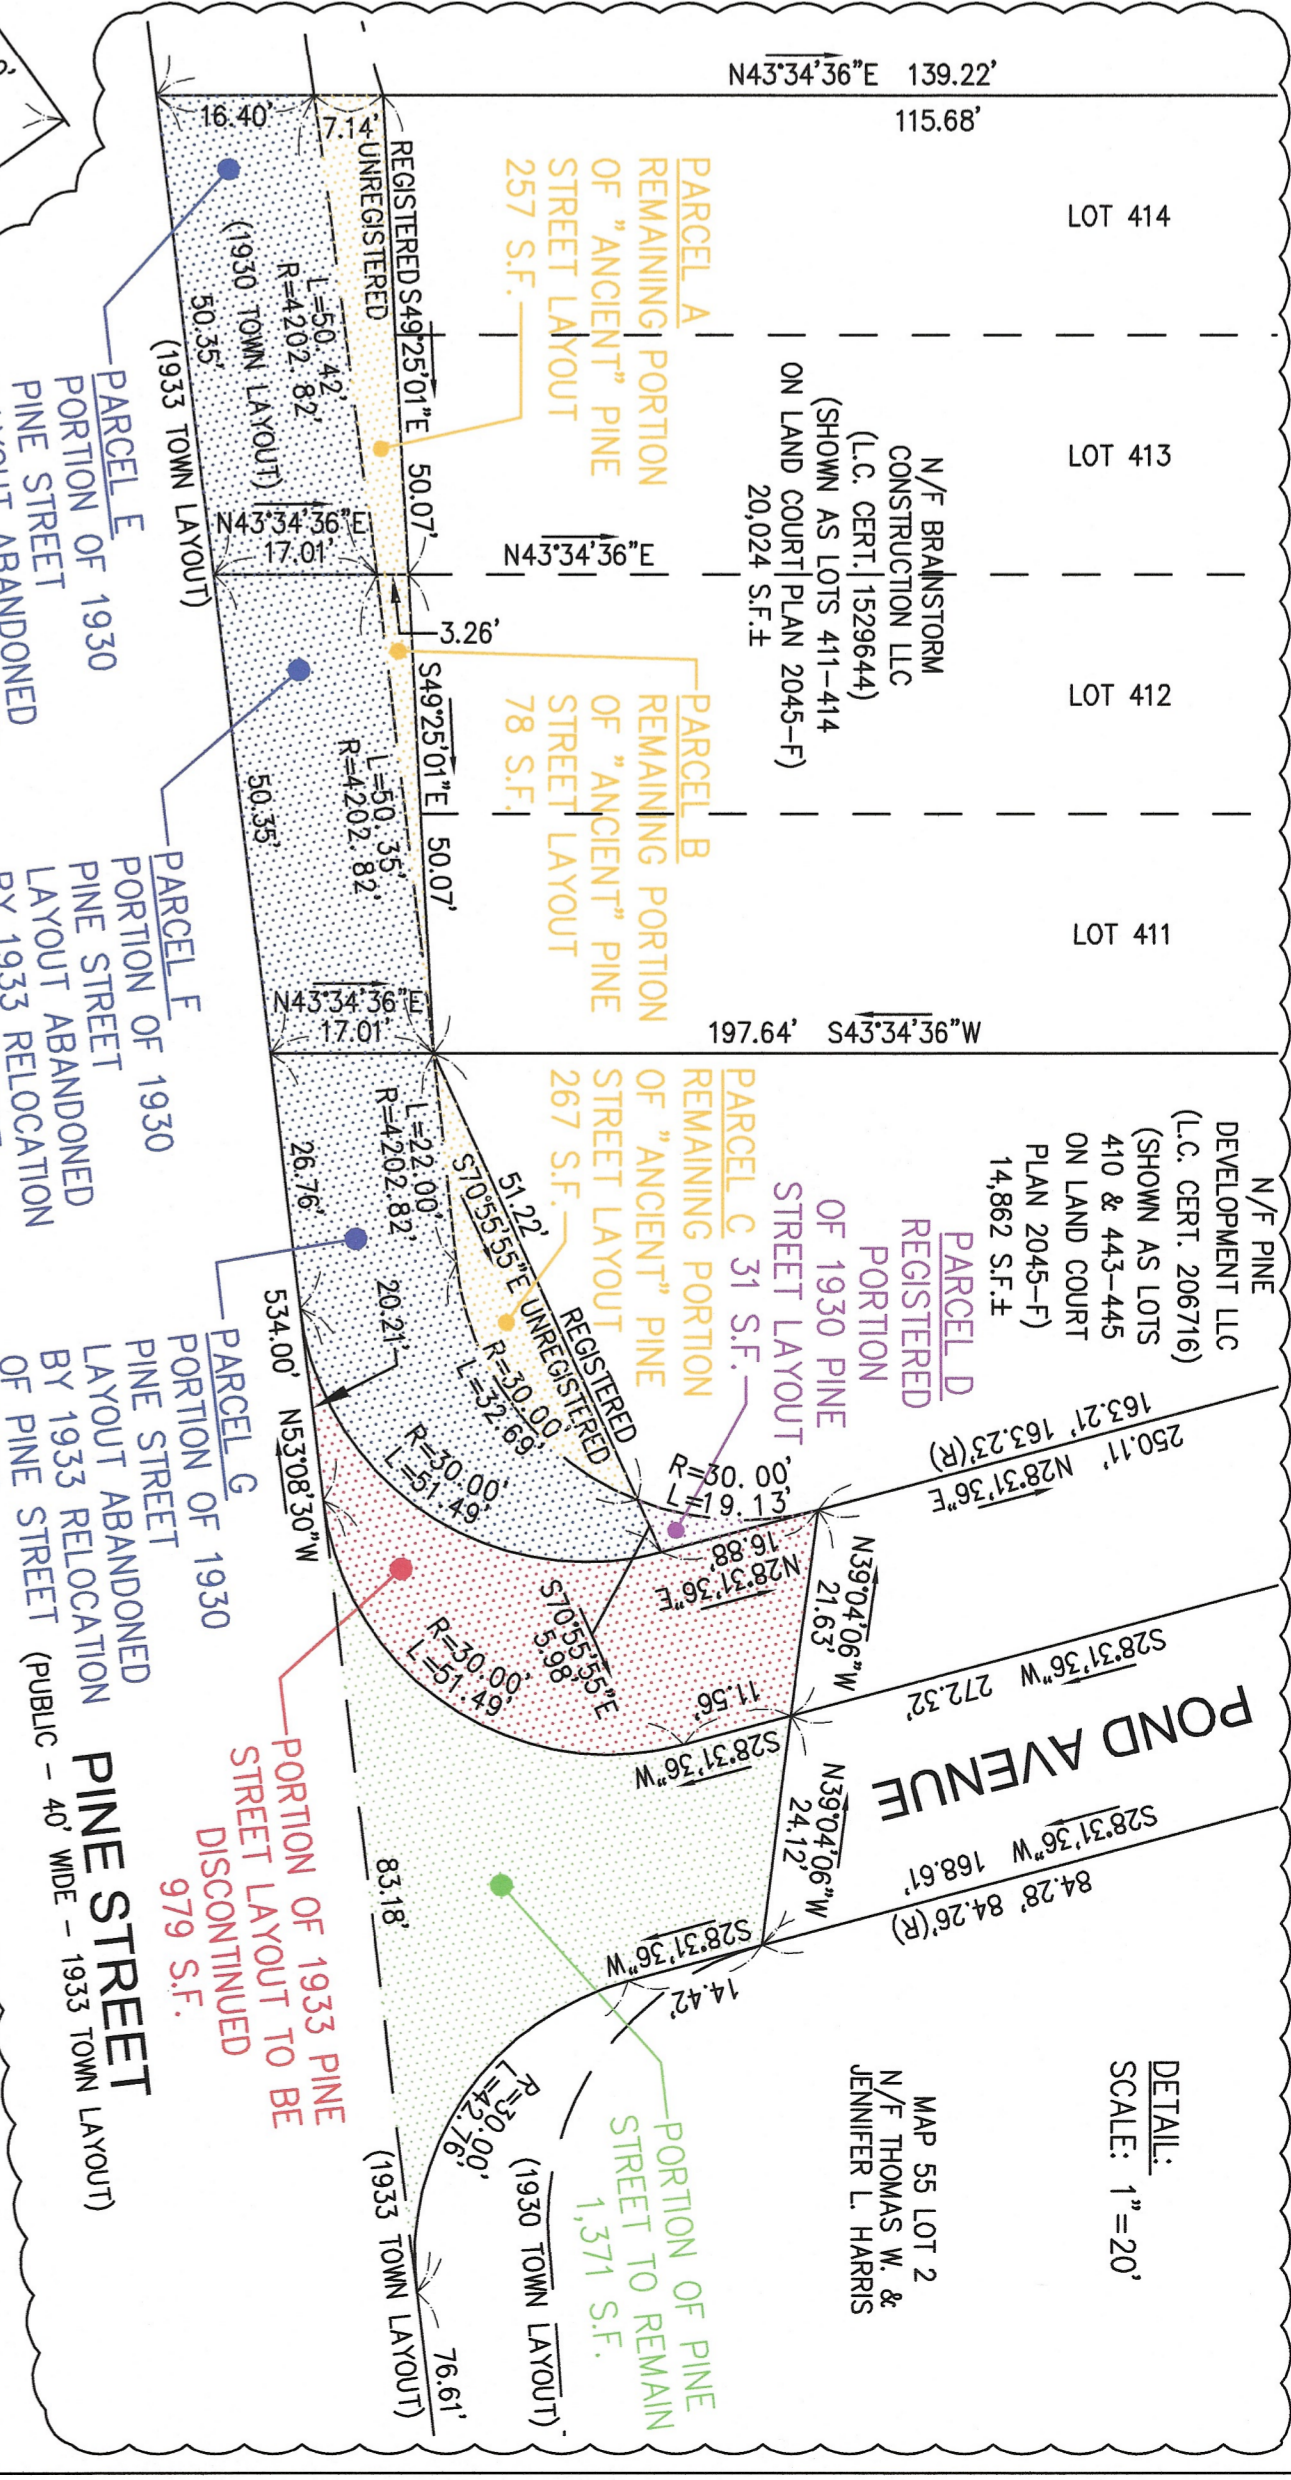 DETAIL:
SCALE: 1"=20'
N43°34'36"E 139.22'
115.68'
LOT 414
LOT 413
LOT 412
LOT 411
N/F BRAINSTORM
CONSTRUCTION LLC
(L.C. CERT. 1529644)
(SHOWN AS LOTS 411-414
ON LAND COURT PLAN 2045-F)
20,024 S.F.±
N43°34'36"E
197.64' S43°34'36"W
N/F PINE
DEVELOPMENT LLC
(L.C. CERT. 206716)
(SHOWN AS LOTS
410 & 443-445
ON LAND COURT
PLAN 2045-F)
14,862 S.F.±
163.21' 163.23'(R)
250.11' N28°31'36"E
S28°31'36"W 272.32'
POND AVENUE
S28°31'36"W 168.61'
84.28' 84.26'(R)
MAP 55 LOT 2
N/F THOMAS W. &
JENNIFER L. HARRIS
PARCEL A
REMAINING PORTION
OF "ANCIENT" PINE
STREET LAYOUT
257 S.F.
PARCEL B
REMAINING PORTION
OF "ANCIENT" PINE
STREET LAYOUT
78 S.F.
PARCEL C
REMAINING PORTION
OF "ANCIENT" PINE
STREET LAYOUT
267 S.F.
PARCEL D
REGISTERED
PORTION
OF 1930 PINE
STREET LAYOUT
31 S.F.
16.40'
7.14'
REGISTERED
UNREGISTERED
S49°25'01"E 50.07'
L=50.42'
R=4202.82'
(1930 TOWN LAYOUT)
50.35'
(1933 TOWN LAYOUT)
N43°34'36"E
17.01'
3.26'
S49°25'01"E 50.07'
L=50.35'
R=4202.82'
50.35'
N43°34'36"E
17.01'
51.22'
S70°55'55"E
REGISTERED
UNREGISTERED
L=22.00'
R=4202.82'
R=30.00'
L=32.69'
26.76'
20.21'
R=30.00'
L=51.49'
R=30.00'
L=19.13'
16.88'
N28°31'36"E
N39°04'06"W
21.63'
S70°55'55"E
5.98'
11.56'
S28°31'36"W
R=30.00'
L=51.49'
534.00' N53°08'30"W
N39°04'06"W
24.12'
S28°31'36"W
14.42'
83.18'
R=30.00'
L=42.76'
(1930 TOWN LAYOUT)
(1933 TOWN LAYOUT)
76.61'
PORTION OF PINE
STREET TO REMAIN
1,371 S.F.
PORTION OF 1933 PINE
STREET LAYOUT TO BE
DISCONTINUED
979 S.F.
PARCEL E
PORTION OF 1930
PINE STREET
LAYOUT ABANDONED
PARCEL F
PORTION OF 1930
PINE STREET
LAYOUT ABANDONED
BY 1933 RELOCATION
PARCEL G
PORTION OF 1930
PINE STREET
LAYOUT ABANDONED
BY 1933 RELOCATION
OF PINE STREET
PINE STREET
(PUBLIC - 40' WIDE - 1933 TOWN LAYOUT)